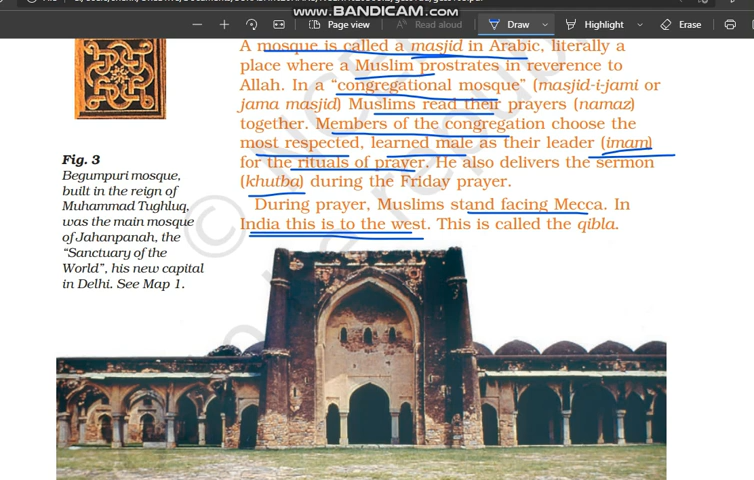 WWW.BANDICAM.COM
Page view
Read aloud
Draw
Highlight
Erase
A mosque is called a masjid in Arabic, literally a
place where a Muslim prostrates in reverence to
Allah. In a “congregational mosque” (masjid-i-jami or
jama masjid) Muslims read their prayers (namaz)
together. Members of the congregation choose the
most respected, learned male as their leader (imam)
for the rituals of prayer. He also delivers the sermon
(khutba) during the Friday prayer.
During prayer, Muslims stand facing Mecca. In
India this is to the west. This is called the qibla.
Fig. 3
Begumpuri mosque,
built in the reign of
Muhammad Tughluq,
was the main mosque
of Jahanpanah, the
“Sanctuary of the
World”, his new capital
in Delhi. See Map 1.